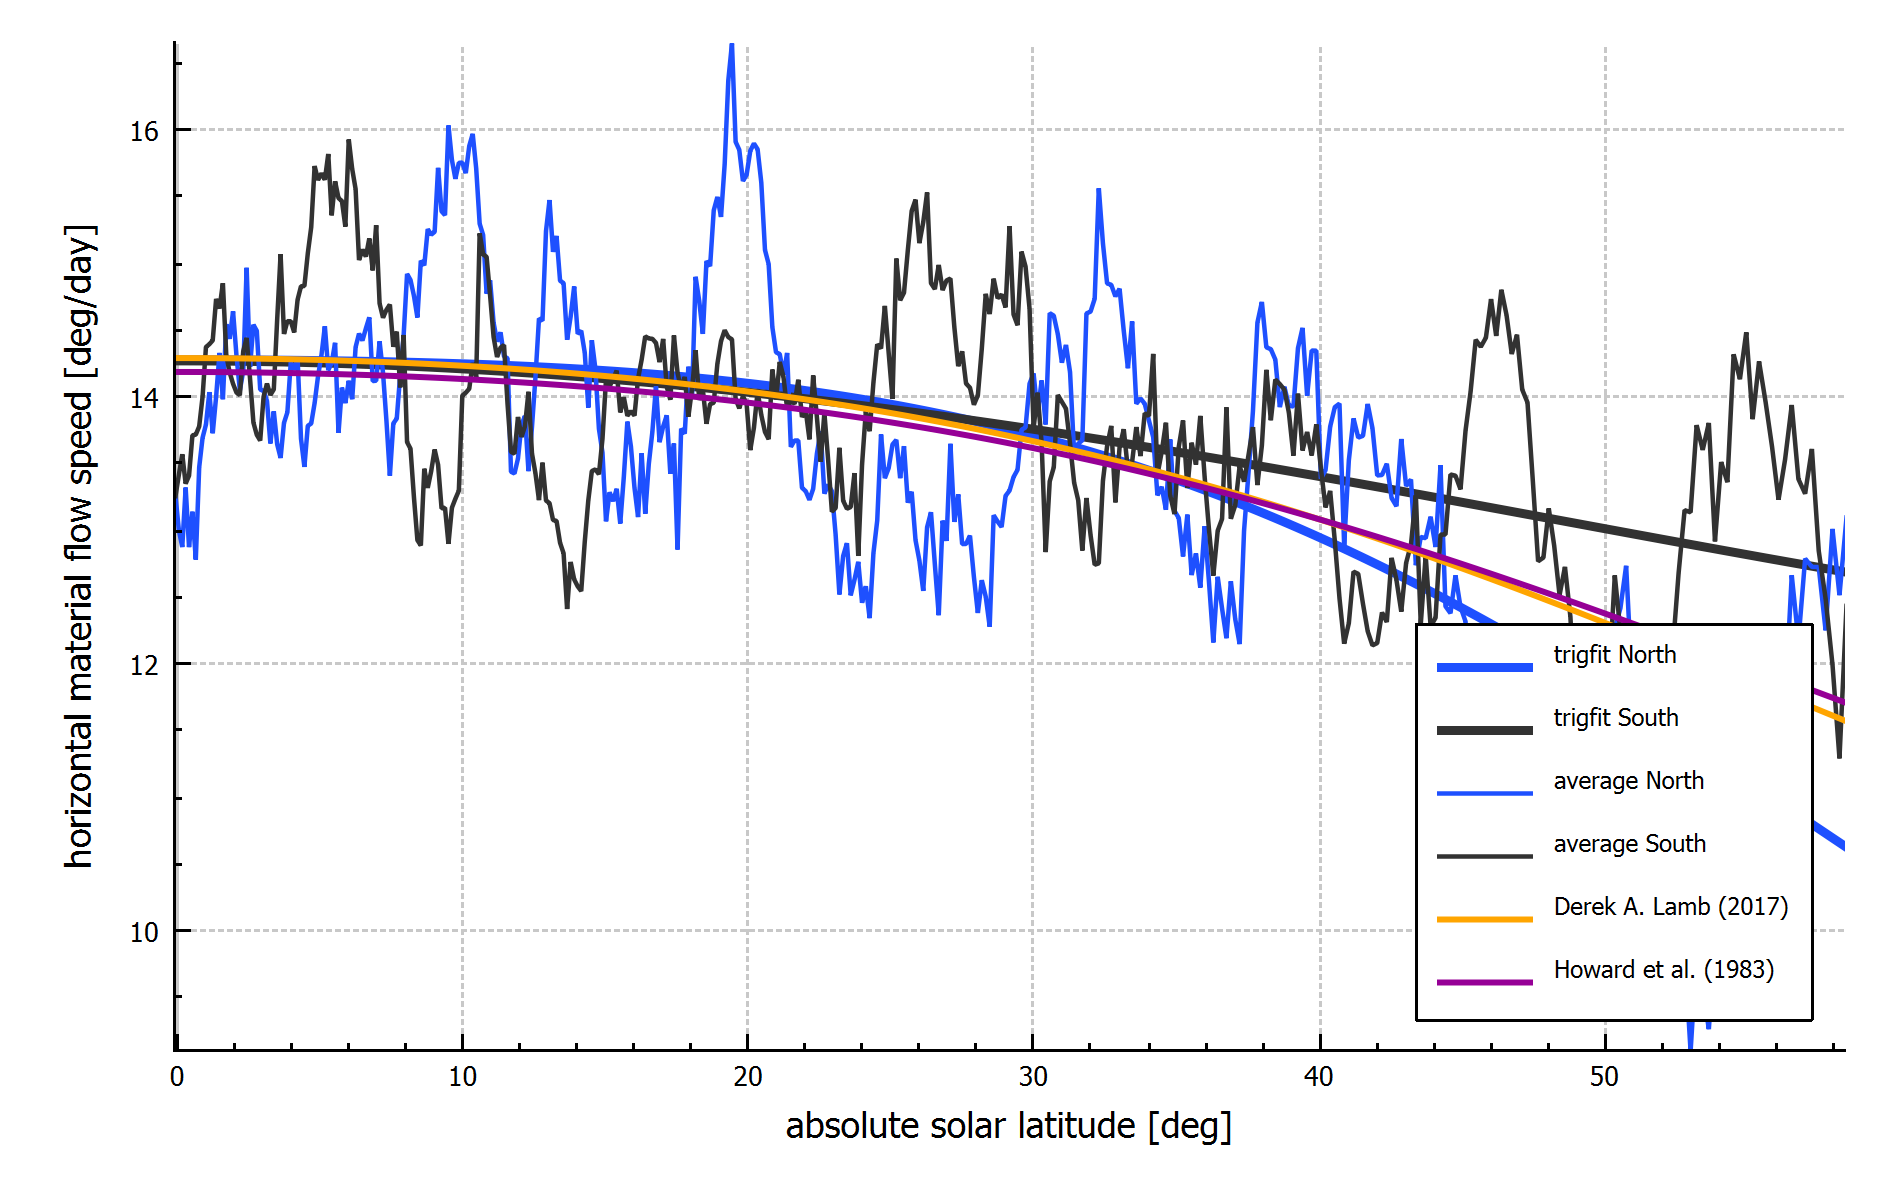 16
14
12
10
horizontal material flow speed [deg/day]
0 10 20 30 40 50
absolute solar latitude [deg]
trigfit North
trigfit South
average North
average South
Derek A. Lamb (2017)
Howard et al. (1983)